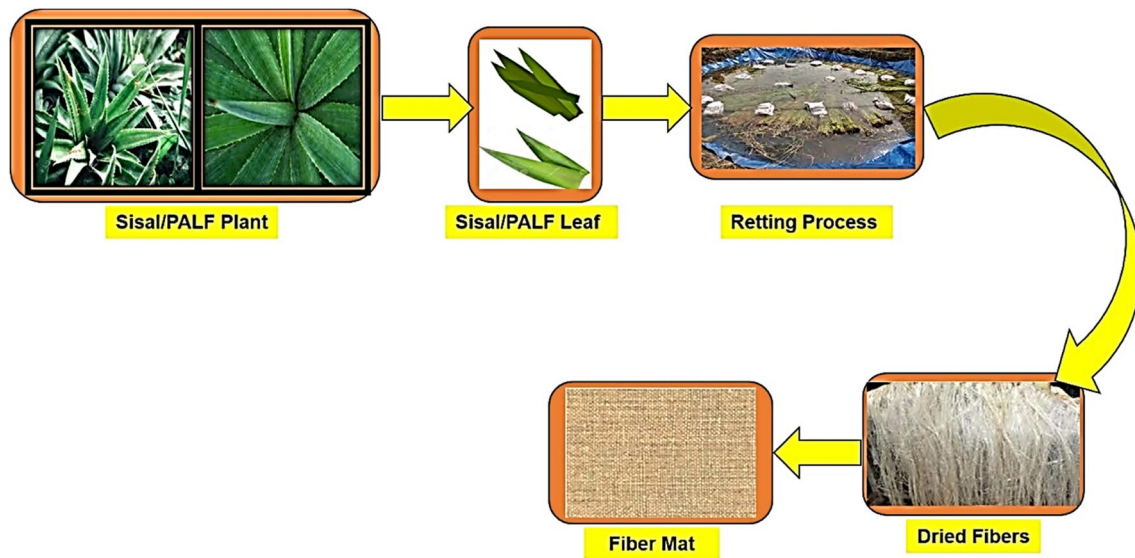 Sisal/PALF Plant
Sisal/PALF Leaf
Retting Process
Dried Fibers
Fiber Mat